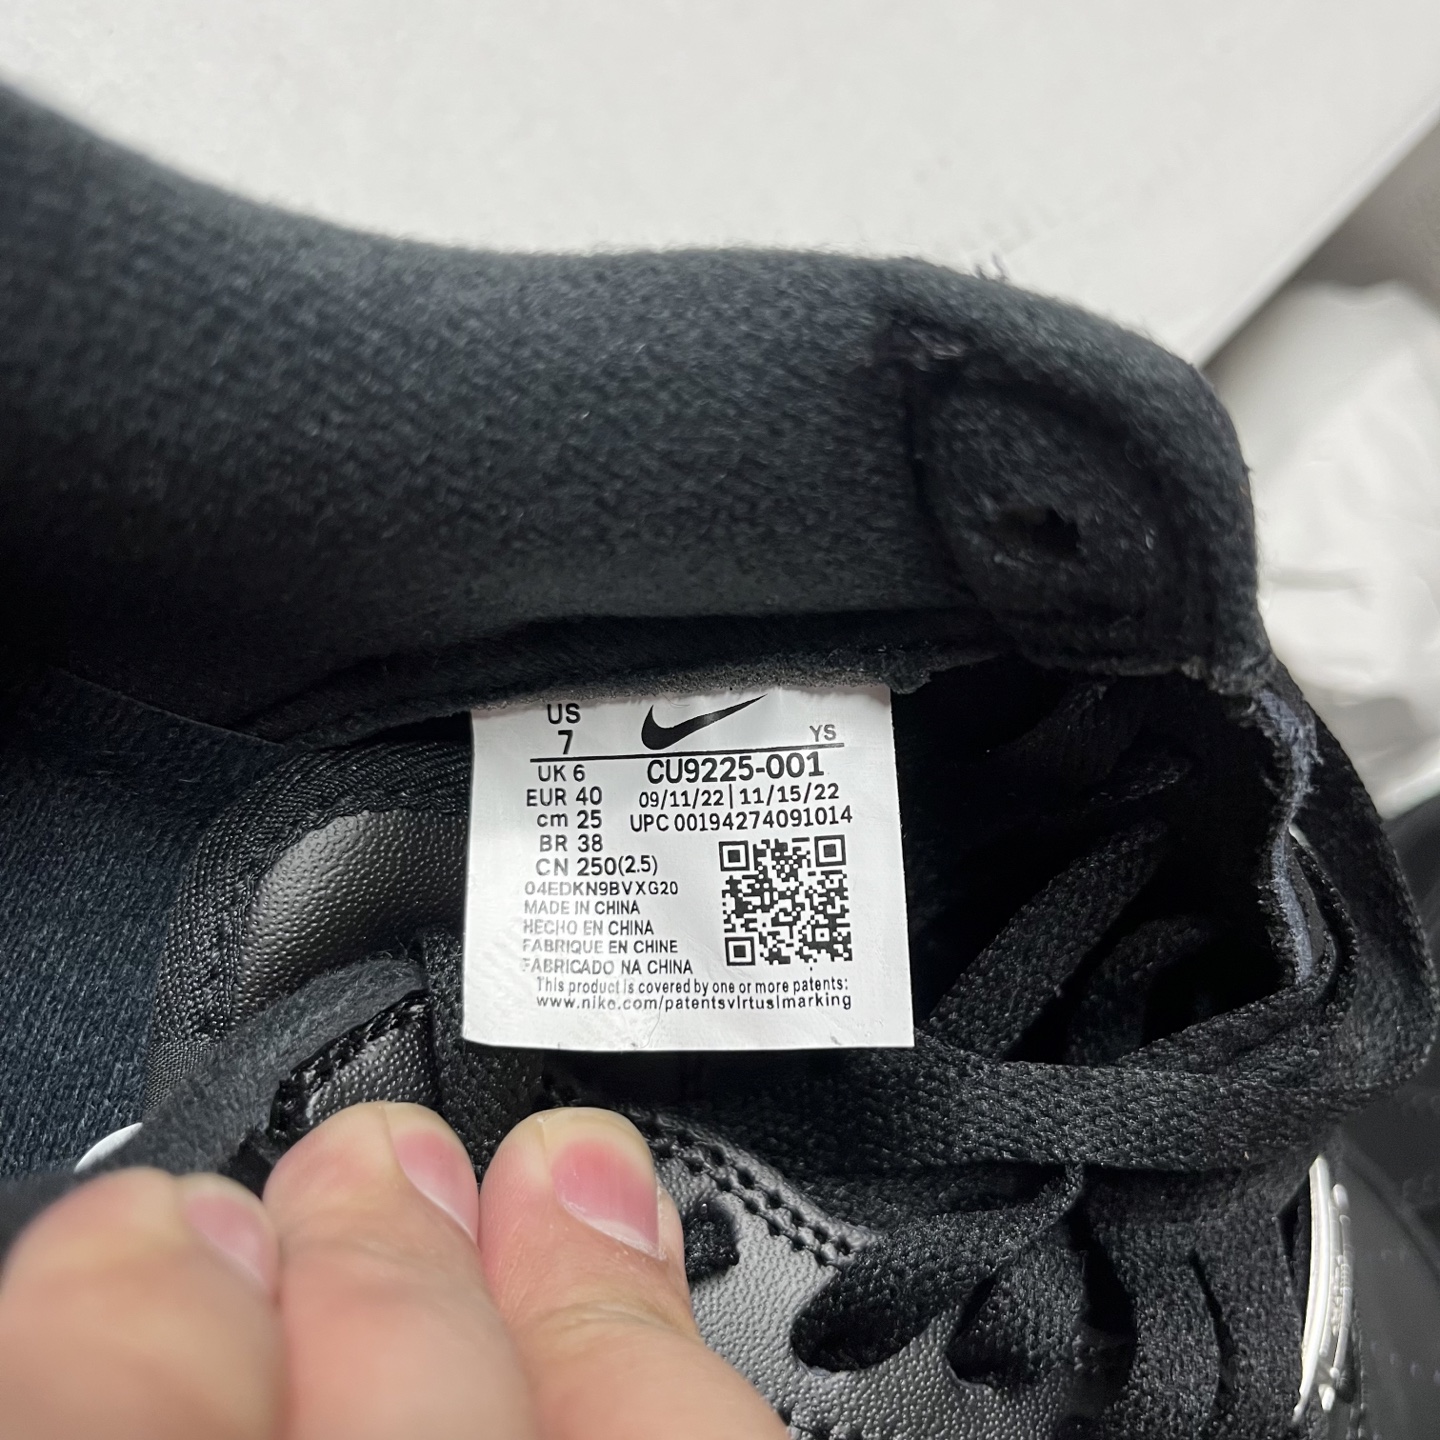 US
7
YS
UK 6
CU9225-001
EUR 40
09/11/22 | 11/15/22
cm 25
UPC 00194274091014
BR 38
CN 250(2.5)
04EDKN9BVXG20
MADE IN CHINA
HECHO EN CHINA
FABRIQUE EN CHINE
FABRICADO NA CHINA
This product is covered by one or more patents:
www.nike.com/patentsvirtuslmarking